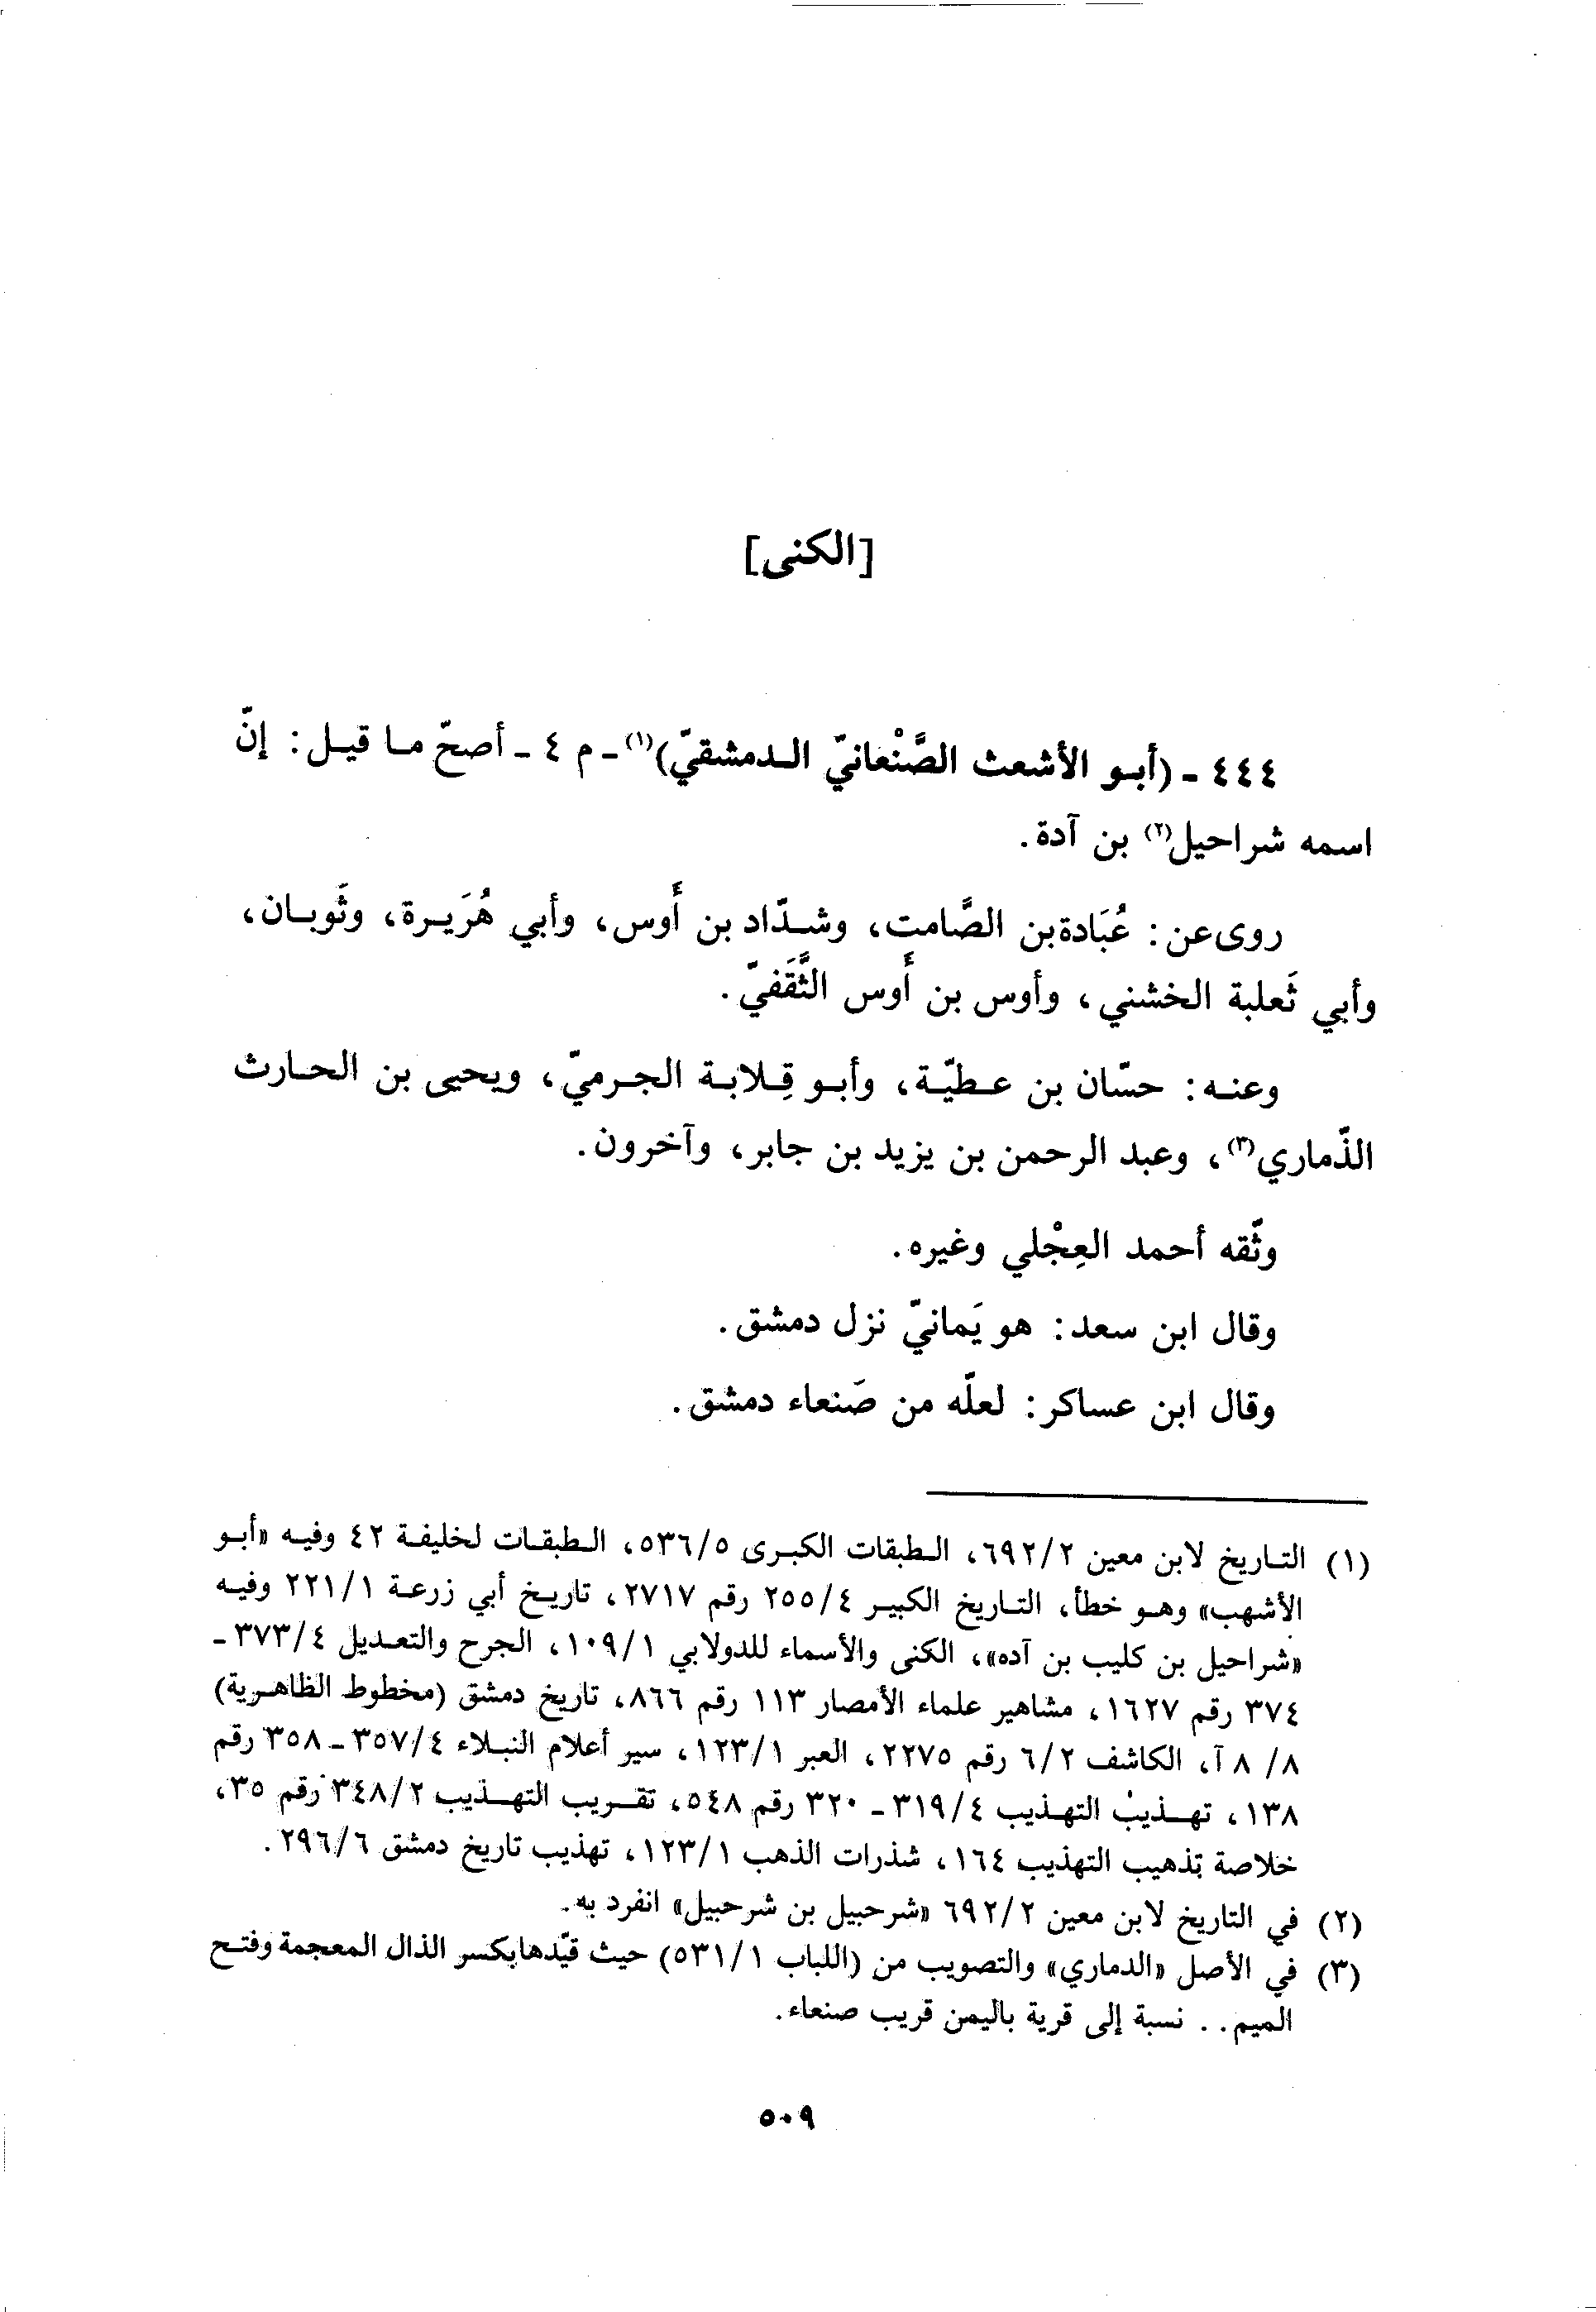 [الكنى]
٤٤٤ - (أبو الأشعث الصَّنْعانيّ الدمشقيّ)(١) - م ٤ - أصحّ ما قيل: إنّ
اسمه شراحيل(٢) بن آدة.
روى عن: عُبَادة بن الصَّامت، وشدّاد بن أَوس، وأبي هُرَيرة، وثَوبان،
وأبي ثَعلبة الخشني، وأوس بن أَوس الثَّقَفيّ.
وعنه: حسّان بن عطيّة، وأبو قِلابة الجرميّ، ويحيى بن الحارث
الذّماري(٣)، وعبد الرحمن بن يزيد بن جابر، وآخرون.
وثّقه أحمد العِجْلي وغيره.
وقال ابن سعد: هو يَمانيّ نزل دمشق.
وقال ابن عساكر: لعلّه من صَنعاء دمشق.
(١) التاريخ لابن معين ٦٩٢/٢، الطبقات الكبرى ٥٣٦/٥، الطبقات لخليفة ٤٢ وفيه «أبو
الأشهب» وهو خطأ، التاريخ الكبير ٢٥٥/٤ رقم ٢٧١٧، تاريخ أبي زرعة ٢٢١/١ وفيه
«شراحيل بن كليب بن آده»، الكنى والأسماء للدولابي ١٠٩/١، الجرح والتعديل ٣٧٣/٤ -
٣٧٤ رقم ١٦٢٧، مشاهير علماء الأمصار ١١٣ رقم ٨٦٦، تاريخ دمشق (مخطوط الظاهرية)
٨/ ٨ آ، الكاشف ٦/٢ رقم ٢٢٧٥، العبر ١٢٣/١، سير أعلام النبلاء ٣٥٧/٤ - ٣٥٨ رقم
١٣٨، تهذيب التهذيب ٣١٩/٤ - ٣٢٠ رقم ٥٤٨، تقريب التهذيب ٣٤٨/٢ رقم ٣٥،
خلاصة تذهيب التهذيب ١٦٤، شذرات الذهب ١٢٣/١، تهذيب تاريخ دمشق ٢٩٦/٦.
(٢) في التاريخ لابن معين ٦٩٢/٢ «شرحبيل بن شرحبيل» انفرد به.
(٣) في الأصل «الدماري» والتصويب من (اللباب ٥٣١/١) حيث قيّدها بكسر الذال المعجمة وفتح
الميم.. نسبة إلى قرية باليمن قريب صنعاء.
٥٠٩